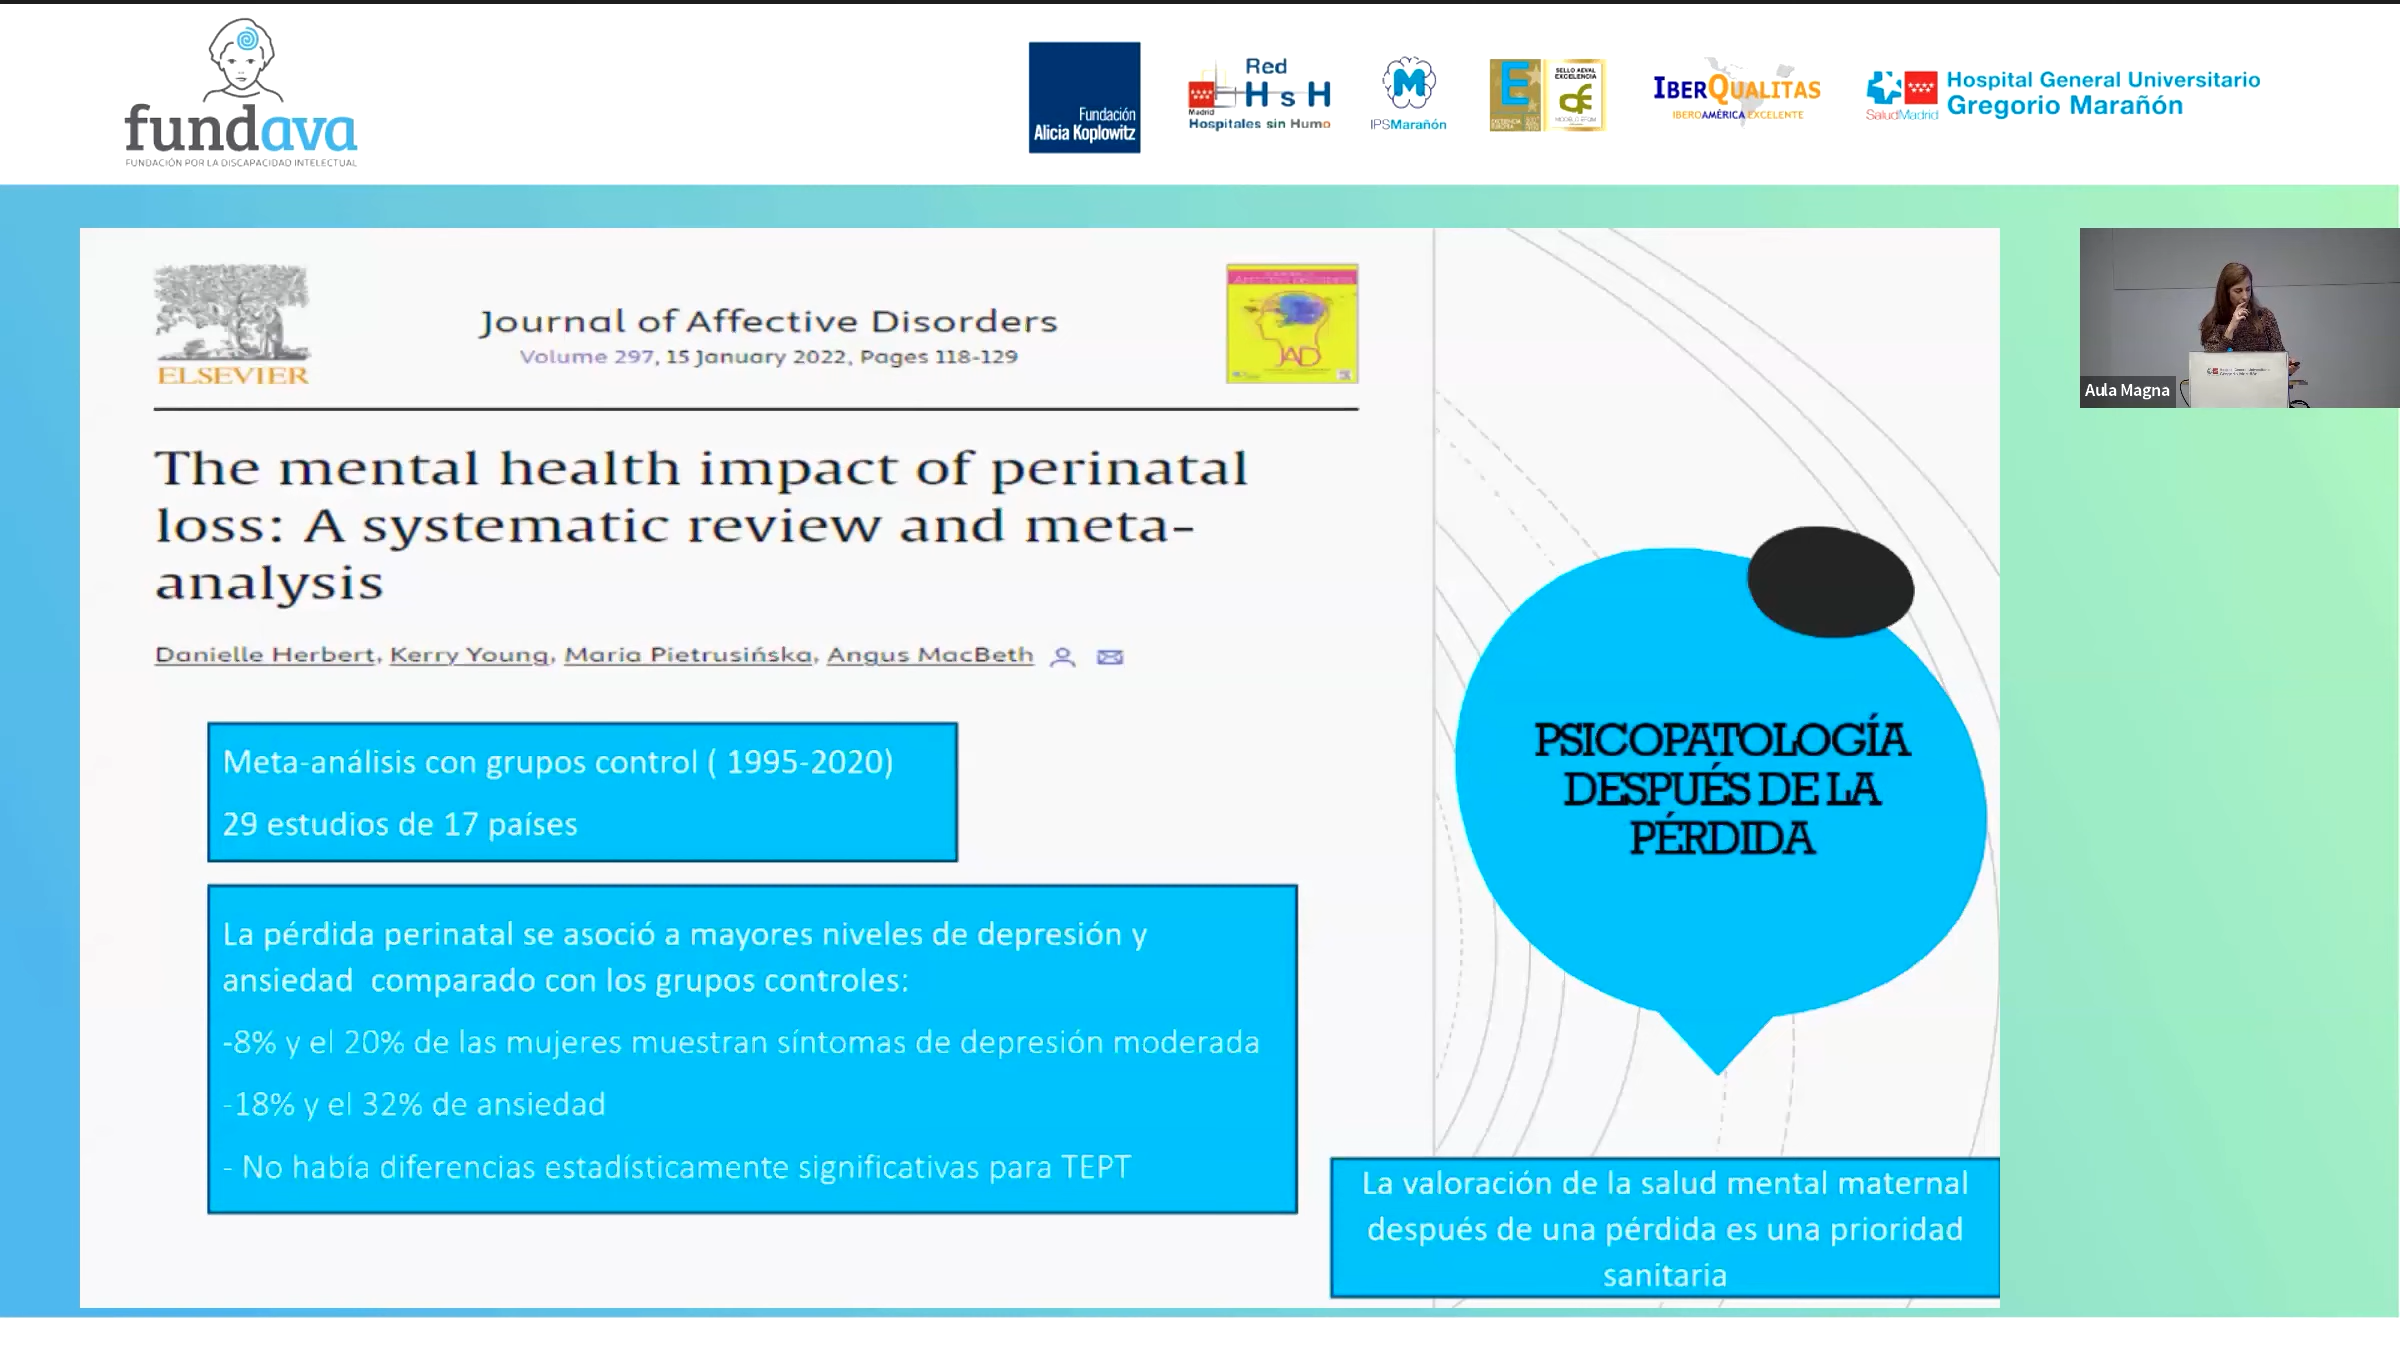 fundava
FUNDACIÓN POR LA DISCAPACIDAD INTELECTUAL
Fundación
Alicia Koplowitz
Red
HsH
Madrid
Hospitales sin Humo
M
IPSMarañón
E
SELLO AEVAL
EXCELENCIA
IBERQUALITAS
IBEROAMÉRICA EXCELENTE
SaludMadrid
Hospital General Universitario
Gregorio Marañón
ELSEVIER
Journal of Affective Disorders
Volume 297, 15 January 2022, Pages 118-129
JAD
The mental health impact of perinatal
loss: A systematic review and meta-
analysis
Danielle Herbert, Kerry Young, Maria Pietrusińska, Angus MacBeth
Meta-análisis con grupos control ( 1995-2020)
29 estudios de 17 países
La pérdida perinatal se asoció a mayores niveles de depresión y
ansiedad  comparado con los grupos controles:
-8% y el 20% de las mujeres muestran síntomas de depresión moderada
-18% y el 32% de ansiedad
- No había diferencias estadísticamente significativas para TEPT
PSICOPATOLOGÍA
DESPUÉS DE LA
PÉRDIDA
La valoración de la salud mental maternal
después de una pérdida es una prioridad
sanitaria
Aula Magna